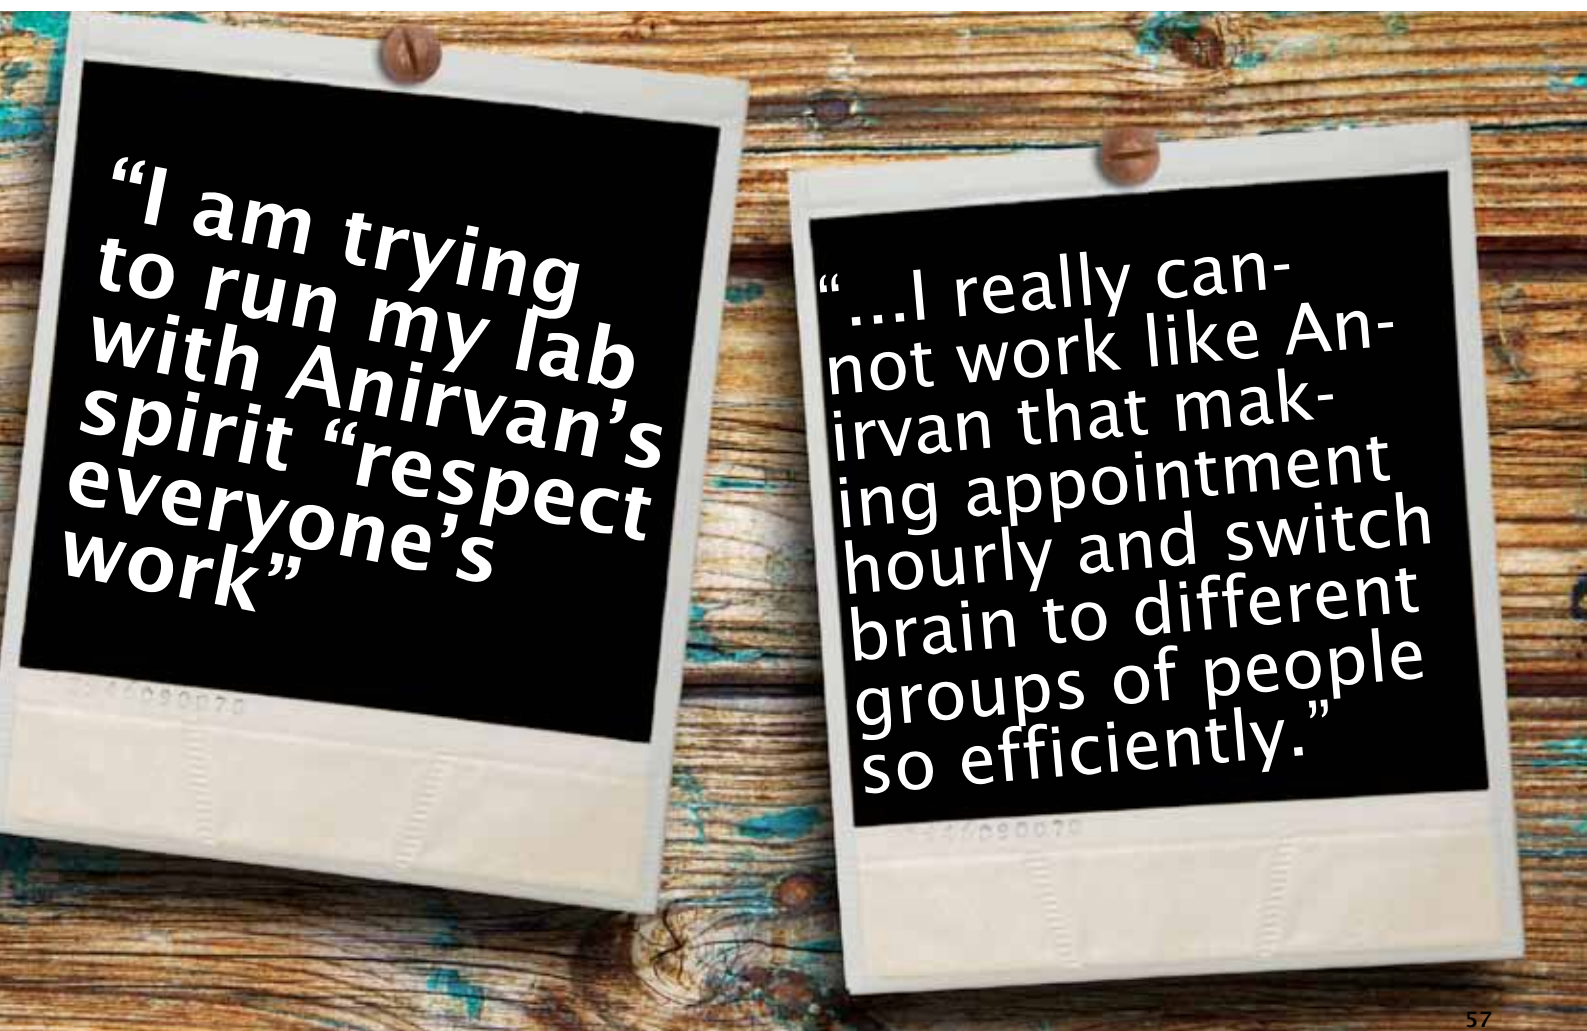 “I am trying
to run my lab
with Anirvan’s
spirit “respect
everyone’s
work”
“ ...I really can-
not work like An-
irvan that mak-
ing appointment
hourly and switch
brain to different
groups of people
so efficiently.”
57